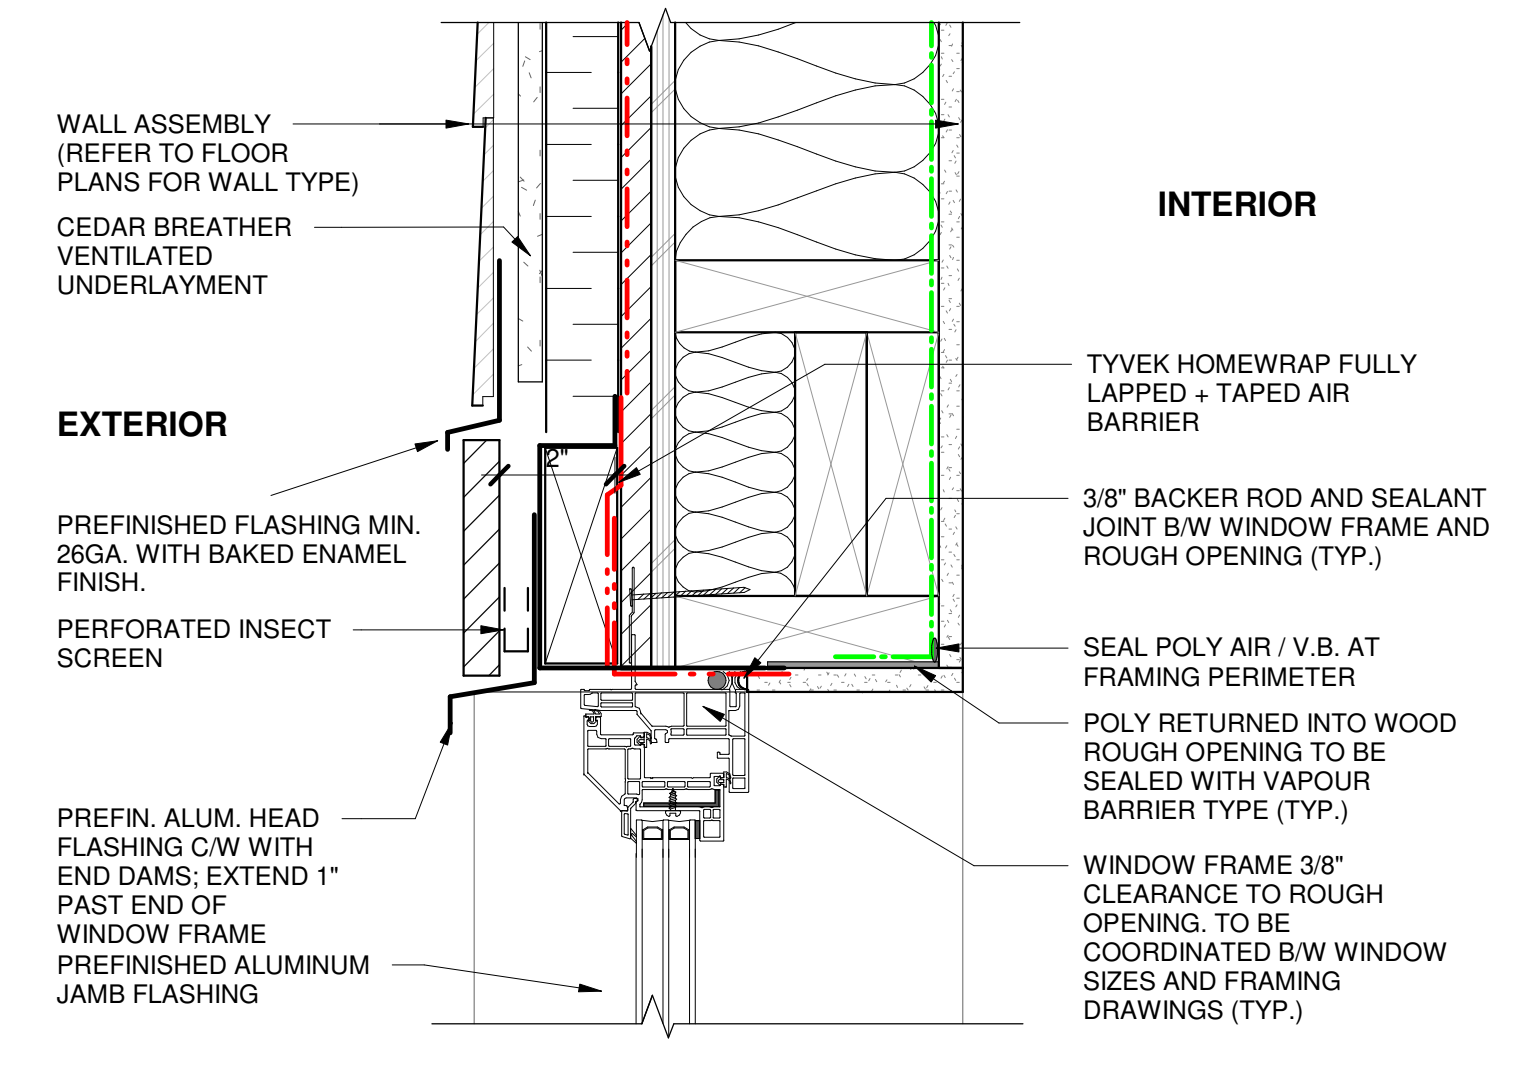 WALL ASSEMBLY
(REFER TO FLOOR
PLANS FOR WALL TYPE)
CEDAR BREATHER
VENTILATED
UNDERLAYMENT
EXTERIOR
PREFINISHED FLASHING MIN.
26GA. WITH BAKED ENAMEL
FINISH.
PERFORATED INSECT
SCREEN
PREFIN. ALUM. HEAD
FLASHING C/W WITH
END DAMS; EXTEND 1"
PAST END OF
WINDOW FRAME
PREFINISHED ALUMINUM
JAMB FLASHING
2"
INTERIOR
TYVEK HOMEWRAP FULLY
LAPPED + TAPED AIR
BARRIER
3/8" BACKER ROD AND SEALANT
JOINT B/W WINDOW FRAME AND
ROUGH OPENING (TYP.)
SEAL POLY AIR / V.B. AT
FRAMING PERIMETER
POLY RETURNED INTO WOOD
ROUGH OPENING TO BE
SEALED WITH VAPOUR
BARRIER TYPE (TYP.)
WINDOW FRAME 3/8"
CLEARANCE TO ROUGH
OPENING. TO BE
COORDINATED B/W WINDOW
SIZES AND FRAMING
DRAWINGS (TYP.)